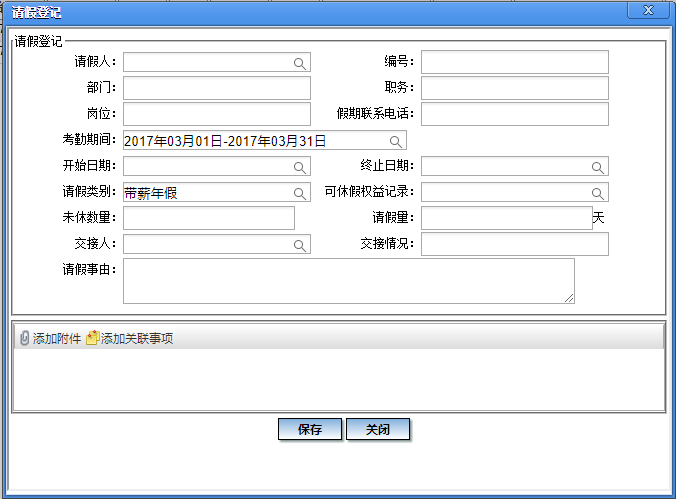 请假登记
请假登记
请假人： 编号：
部门： 职务：
岗位： 假期联系电话：
考勤期间：2017年03月01日-2017年03月31日
开始日期： 终止日期：
请假类别：带薪年假 可休假权益记录：
未休数量： 请假量： 天
交接人： 交接情况：
请假事由：
添加附件 添加关联事项
保存 关闭